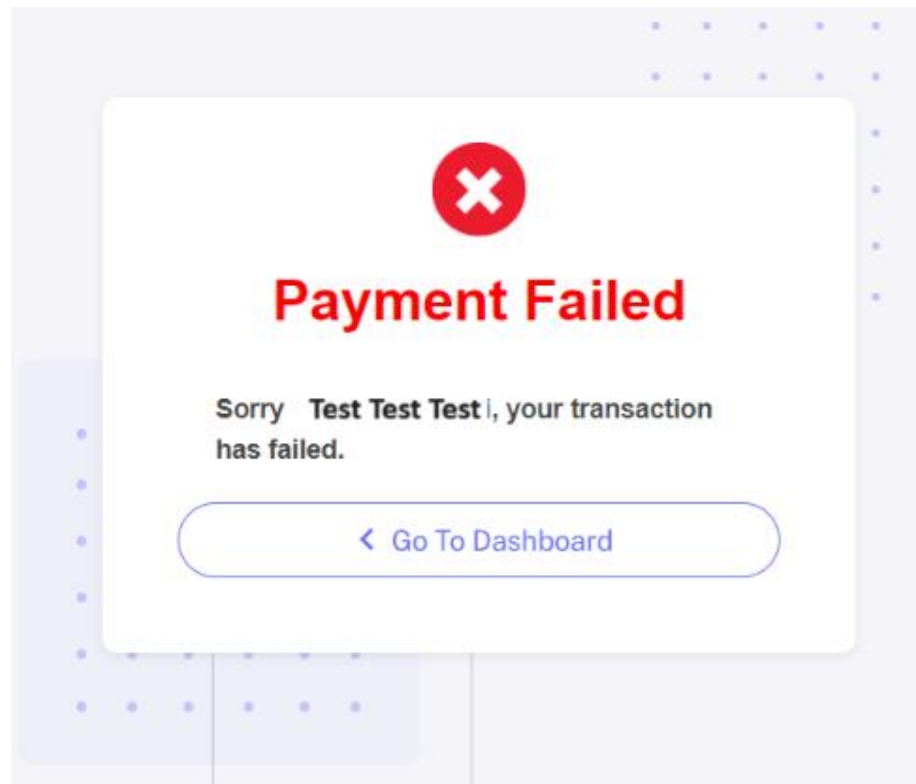 Payment Failed
Sorry Test Test Test, your transaction
has failed.
Go To Dashboard